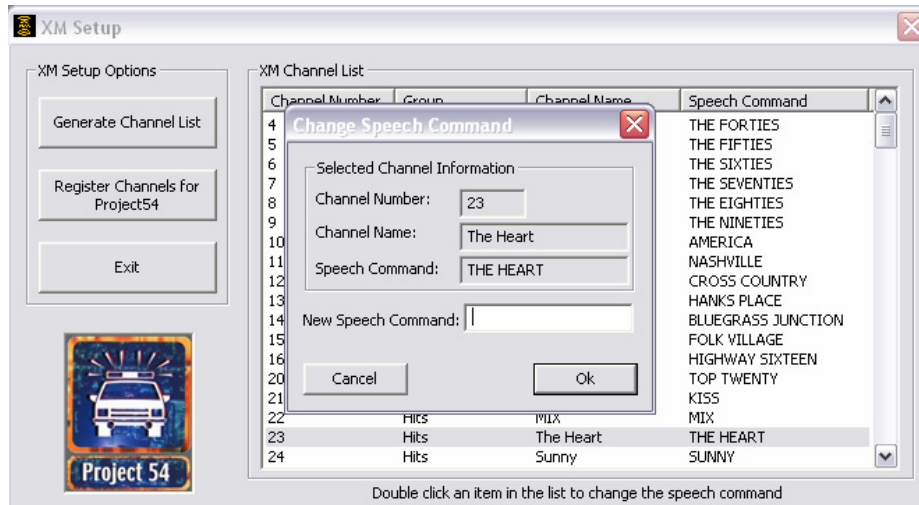 XM Setup
XM Setup Options
Generate Channel List
Register Channels for
Project54
Exit
Project 54
XM Channel List
Channel Number Group Channel Name Speech Command
4 THE FORTIES
5 THE FIFTIES
6 THE SIXTIES
7 THE SEVENTIES
8 THE EIGHTIES
9 THE NINETIES
10 AMERICA
11 NASHVILLE
12 CROSS COUNTRY
13 HANKS PLACE
14 BLUEGRASS JUNCTION
15 FOLK VILLAGE
16 HIGHWAY SIXTEEN
20 TOP TWENTY
21 KISS
22 Hits MIX MIX
23 Hits The Heart THE HEART
24 Hits Sunny SUNNY
Change Speech Command
Selected Channel Information
Channel Number: 23
Channel Name: The Heart
Speech Command: THE HEART
New Speech Command:
Cancel Ok
Double click an item in the list to change the speech command